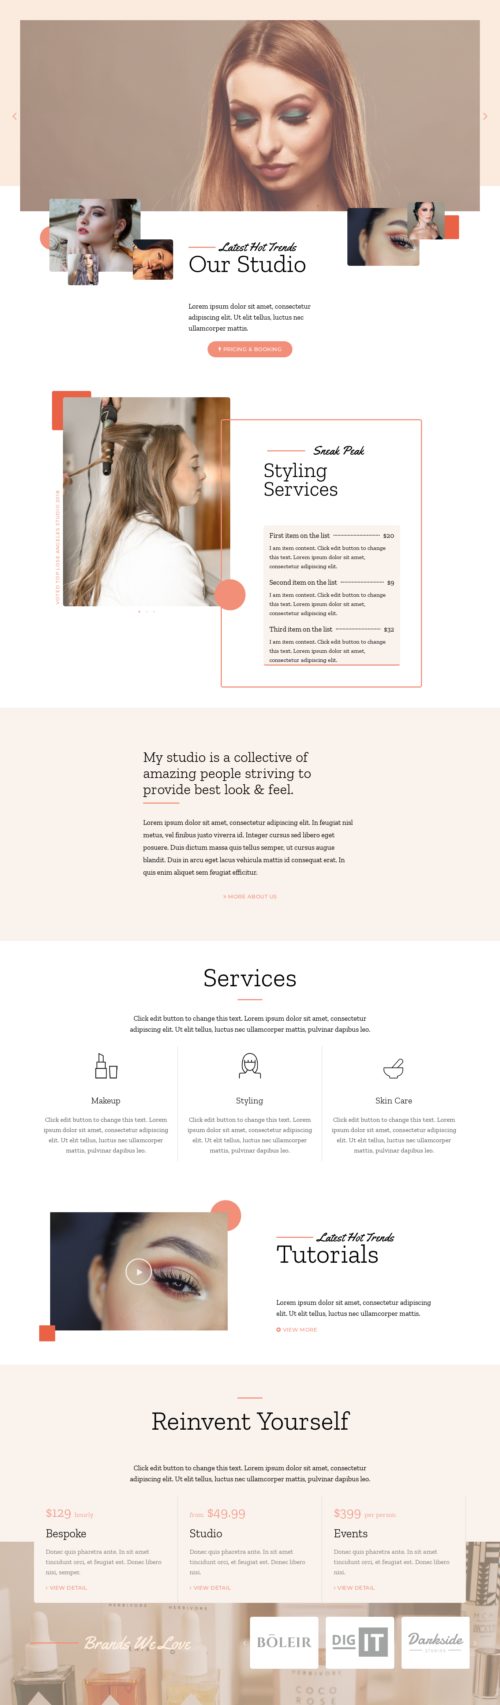 Latest Hot Trends
Our Studio
Lorem ipsum dolor sit amet, consectetur
adipiscing elit. Ut elit tellus, luctus nec
ullamcorper mattis.
PRICING & BOOKING
Sneak Peak
Styling
Services
First item on the list $20
I am item content. Click edit button to change
this text. Lorem ipsum dolor sit amet,
consectetur adipiscing elit.
Second item on the list $9
I am item content. Click edit button to change
this text. Lorem ipsum dolor sit amet,
consectetur adipiscing elit.
Third item on the list $32
I am item content. Click edit button to change
this text. Lorem ipsum dolor sit amet,
consectetur adipiscing elit.
My studio is a collective of
amazing people striving to
provide best look & feel.
Lorem ipsum dolor sit amet, consectetur adipiscing elit. In feugiat nisl
metus, vel finibus justo viverra id. Integer cursus sed libero eget
posuere. Duis dictum massa quis tellus semper, ut cursus augue
blandit. Duis in arcu eget lacus vehicula mattis id consequat erat. In
quis enim aliquet sem feugiat efficitur.
MORE ABOUT US
Services
Click edit button to change this text. Lorem ipsum dolor sit amet, consectetur
adipiscing elit. Ut elit tellus, luctus nec ullamcorper mattis, pulvinar dapibus leo.
Makeup
Click edit button to change this text. Lorem
ipsum dolor sit amet, consectetur adipiscing
elit. Ut elit tellus, luctus nec ullamcorper
mattis, pulvinar dapibus leo.
Styling
Click edit button to change this text. Lorem
ipsum dolor sit amet, consectetur adipiscing
elit. Ut elit tellus, luctus nec ullamcorper
mattis, pulvinar dapibus leo.
Skin Care
Click edit button to change this text. Lorem
ipsum dolor sit amet, consectetur adipiscing
elit. Ut elit tellus, luctus nec ullamcorper
mattis, pulvinar dapibus leo.
Latest Hot Trends
Tutorials
Lorem ipsum dolor sit amet, consectetur adipiscing
elit. Ut elit tellus, luctus nec ullamcorper mattis.
VIEW MORE
Reinvent Yourself
Click edit button to change this text. Lorem ipsum dolor sit amet, consectetur
adipiscing elit. Ut elit tellus, luctus nec ullamcorper mattis, pulvinar dapibus leo.
$129 hourly
Bespoke
Donec quis pharetra ante. In sit amet
tincidunt orci, et feugiat est. Donec libero
nisi, semper.
VIEW DETAIL
from $49.99
Studio
Donec quis pharetra ante. In sit amet
tincidunt orci, et feugiat est. Donec libero
nisi.
VIEW DETAIL
$399 per person
Events
Donec quis pharetra ante. In sit amet
tincidunt orci, et feugiat est. Donec libero
nisi.
VIEW DETAIL
HERBIVORE
HERBIVORE
Brands We Love
BŌLEIR
DIG IT
Darkside
STUDIOS
COCO
ROSE